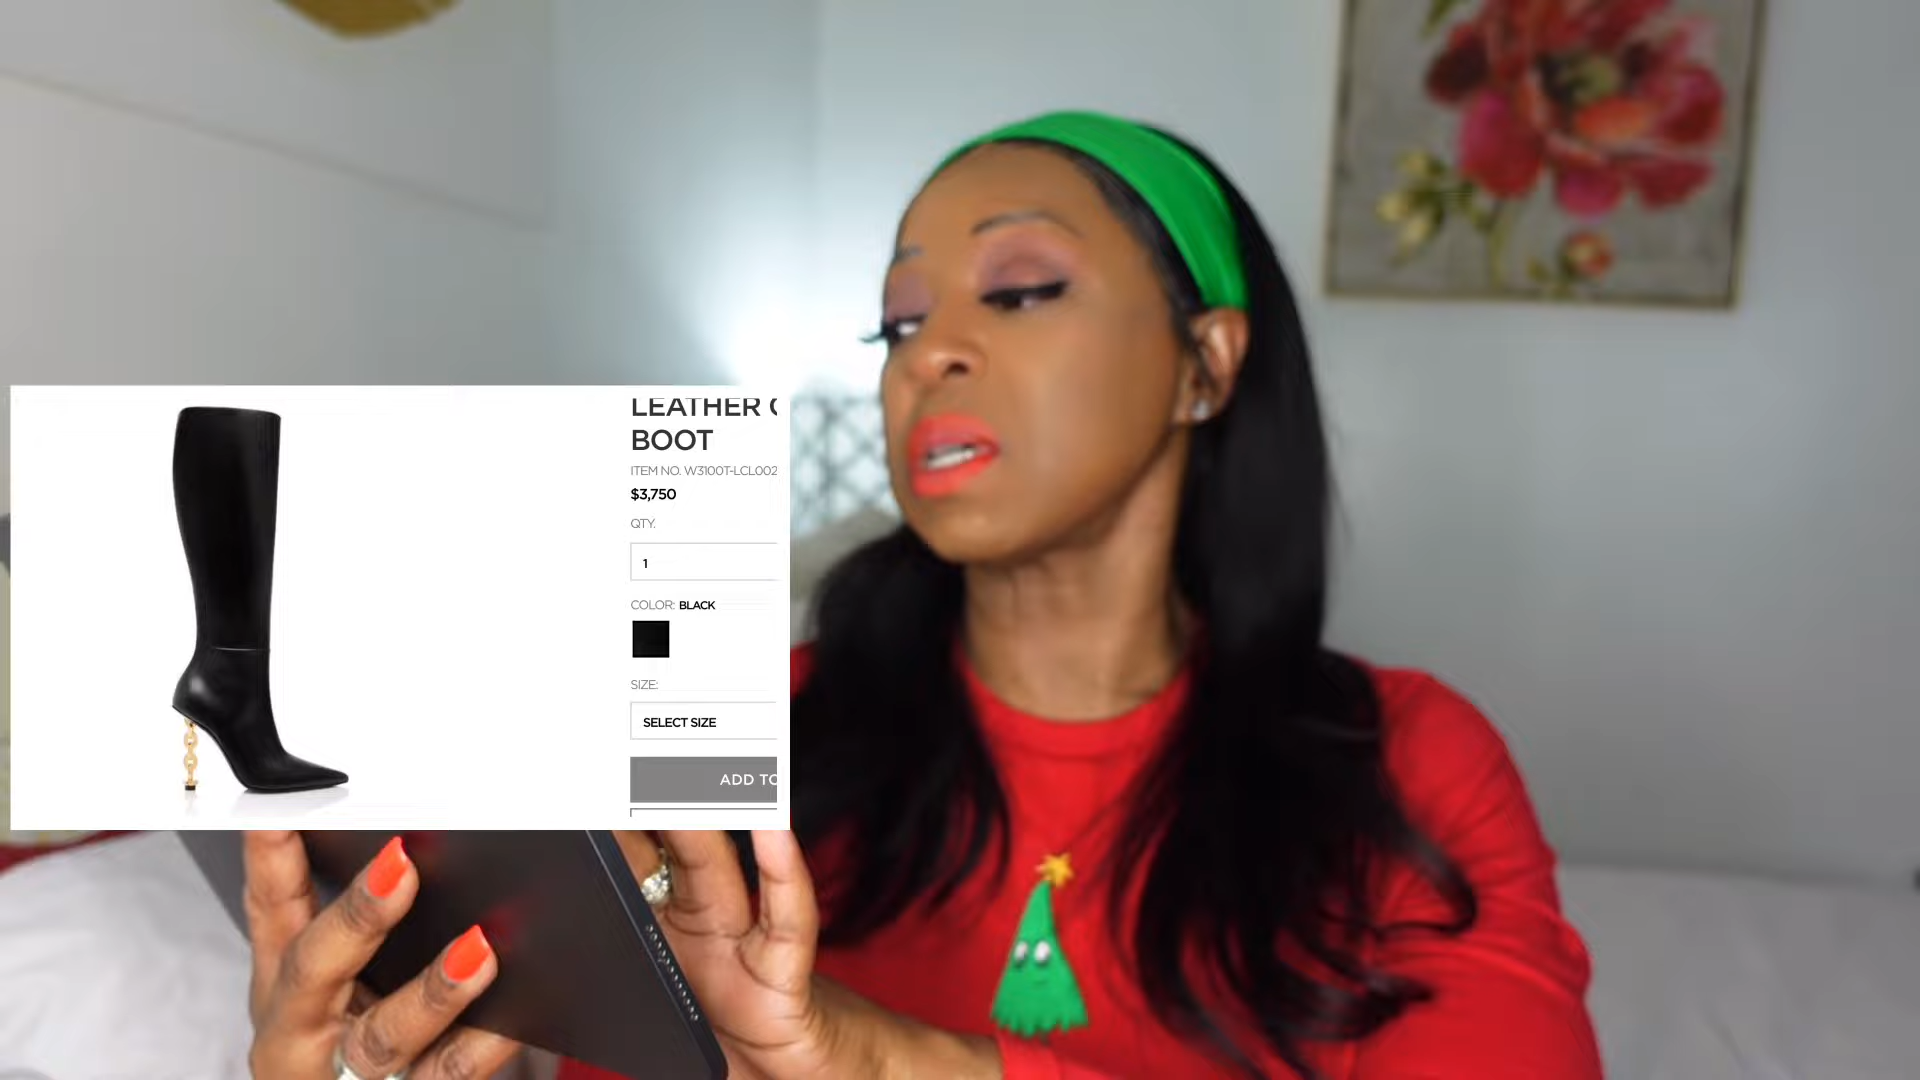 LEATHER
BOOT
ITEM NO. W3100T-LCL002
$3,750
QTY.
1
COLOR: BLACK
SIZE:
SELECT SIZE
ADD TO